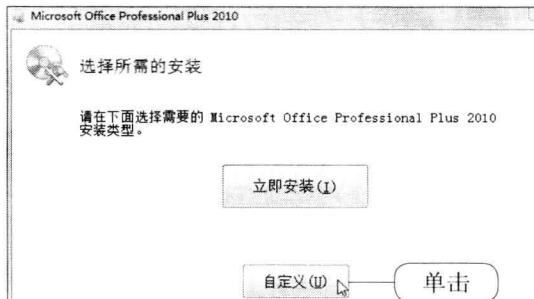 Microsoft Office Professional Plus 2010
选择所需的安装
请在下面选择需要的 Microsoft Office Professional Plus 2010
安装类型。
立即安装(I)
自定义(U)
单击